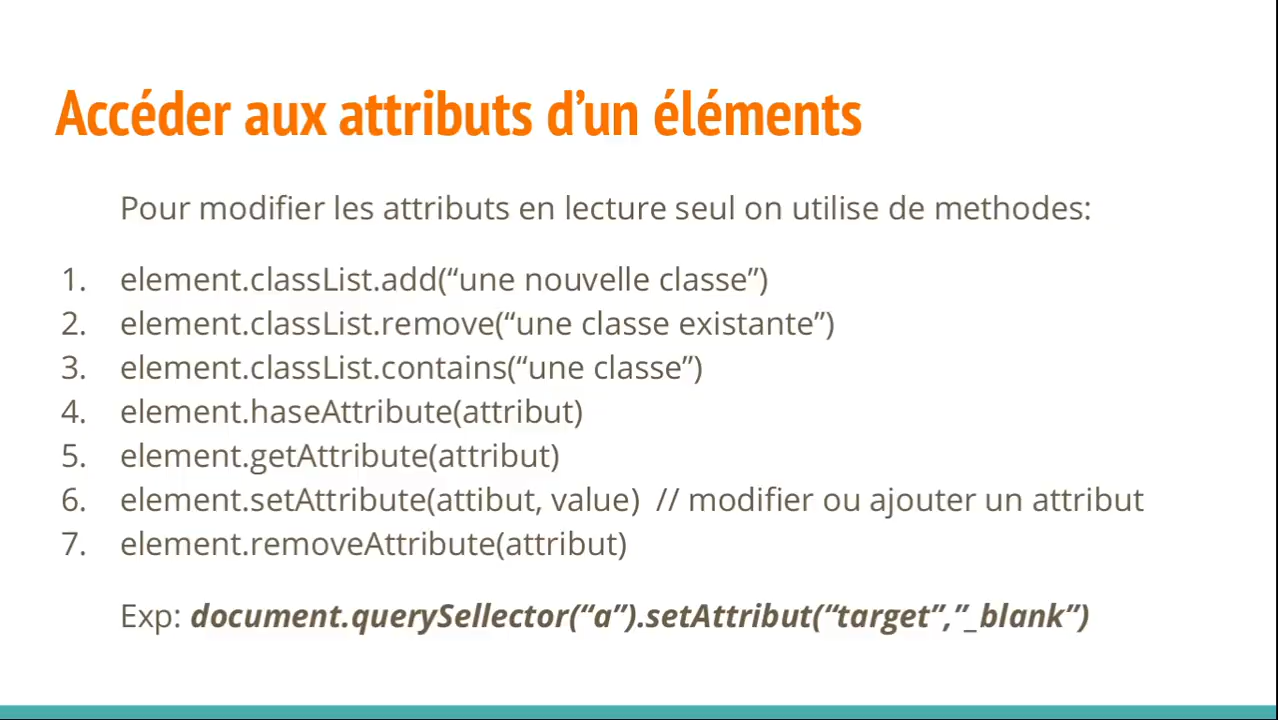 Accéder aux attributs d’un éléments
Pour modifier les attributs en lecture seul on utilise de methodes:
1. element.classList.add(“une nouvelle classe”)
2. element.classList.remove(“une classe existante”)
3. element.classList.contains(“une classe”)
4. element.haseAttribute(attribut)
5. element.getAttribute(attribut)
6. element.setAttribute(attibut, value) // modifier ou ajouter un attribut
7. element.removeAttribute(attribut)
Exp: document.querySellector(“a”).setAttribut(“target”,”_blank”)